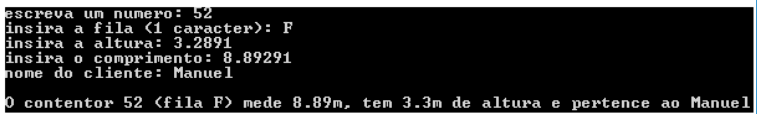 escreva um numero: 52
insira a fila (1 caracter): F
insira a altura: 3.2891
insira o comprimento: 8.89291
nome do cliente: Manuel
O contentor 52 (fila F) mede 8.89m, tem 3.3m de altura e pertence ao Manuel